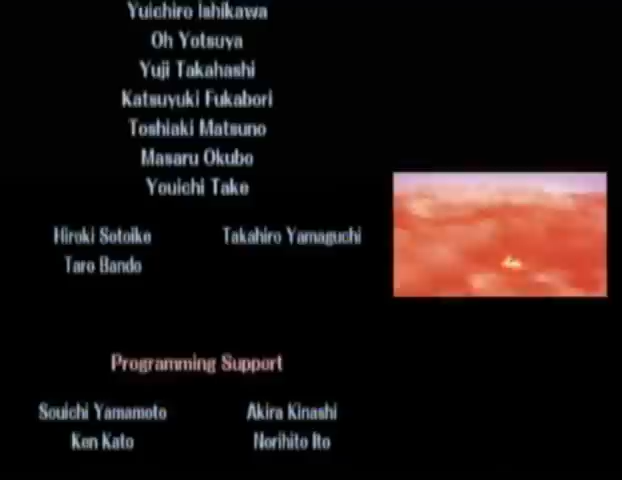 Yuichiro Ishikawa
Oh Yotsuya
Yuji Takahashi
Katsuyuki Fukabori
Toshiaki Matsuno
Masaru Okubo
Youichi Take
Hiroki Sotoike Takahiro Yamaguchi
Taro Bando
Programming Support
Souichi Yamamoto Akira Kinashi
Ken Kato Norihito Ito